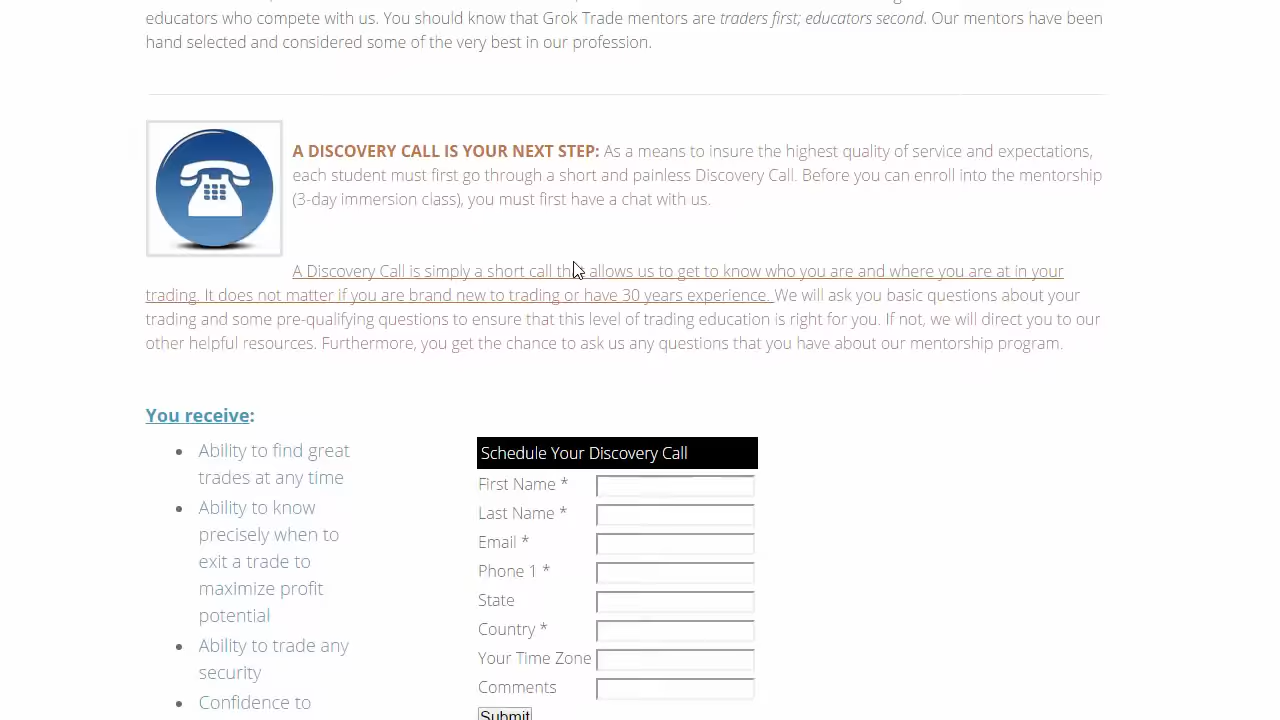 educators who compete with us. You should know that Grok Trade mentors are traders first; educators second. Our mentors have been
hand selected and considered some of the very best in our profession.
A DISCOVERY CALL IS YOUR NEXT STEP: As a means to insure the highest quality of service and expectations,
each student must first go through a short and painless Discovery Call. Before you can enroll into the mentorship
(3-day immersion class), you must first have a chat with us.
A Discovery Call is simply a short call that allows us to get to know who you are and where you are at in your
trading. It does not matter if you are brand new to trading or have 30 years experience. We will ask you basic questions about your
trading and some pre-qualifying questions to ensure that this level of trading education is right for you. If not, we will direct you to our
other helpful resources. Furthermore, you get the chance to ask us any questions that you have about our mentorship program.
You receive:
Ability to find great
trades at any time
Ability to know
precisely when to
exit a trade to
maximize profit
potential
Ability to trade any
security
Confidence to
Schedule Your Discovery Call
First Name *
Last Name *
Email *
Phone 1 *
State
Country *
Your Time Zone
Comments
Submit